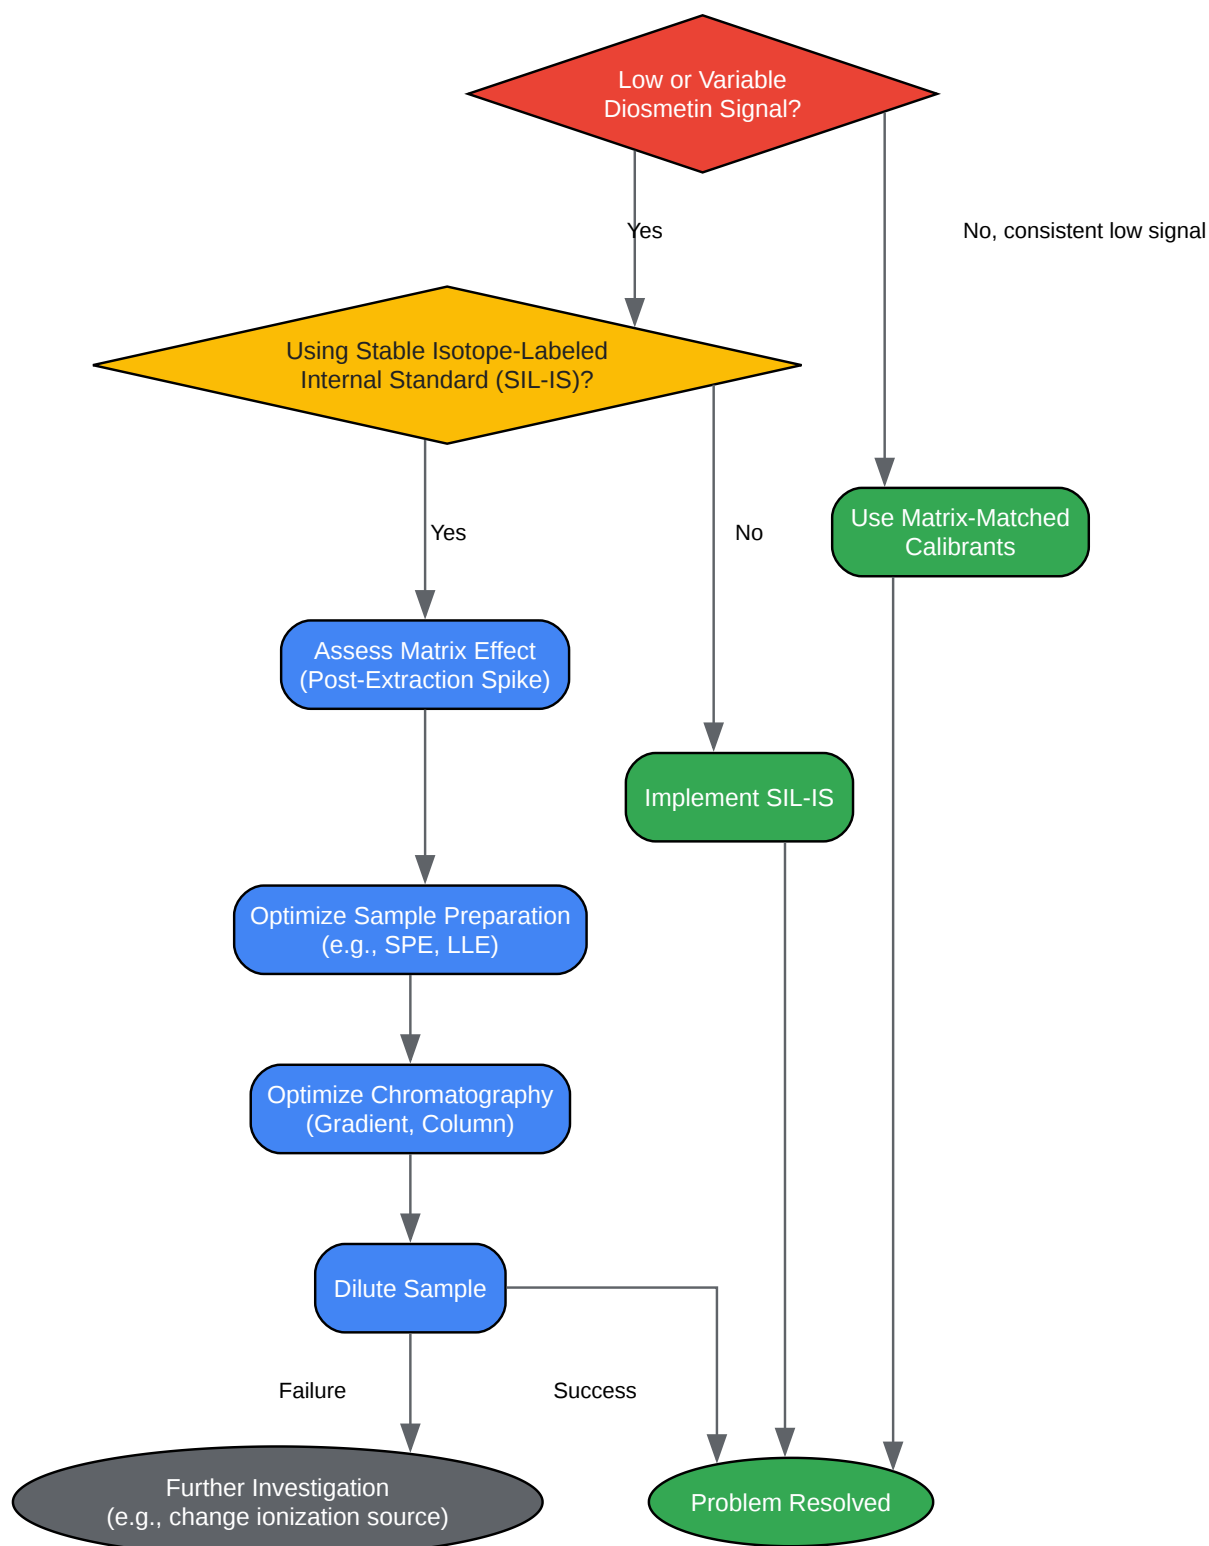 Low or Variable
Diosmetin Signal?
Yes
No, consistent low signal
Using Stable Isotope-Labeled
Internal Standard (SIL-IS)?
Yes
No
Use Matrix-Matched
Calibrants
Assess Matrix Effect
(Post-Extraction Spike)
Implement SIL-IS
Optimize Sample Preparation
(e.g., SPE, LLE)
Optimize Chromatography
(Gradient, Column)
Dilute Sample
Failure
Success
Further Investigation
(e.g., change ionization source)
Problem Resolved